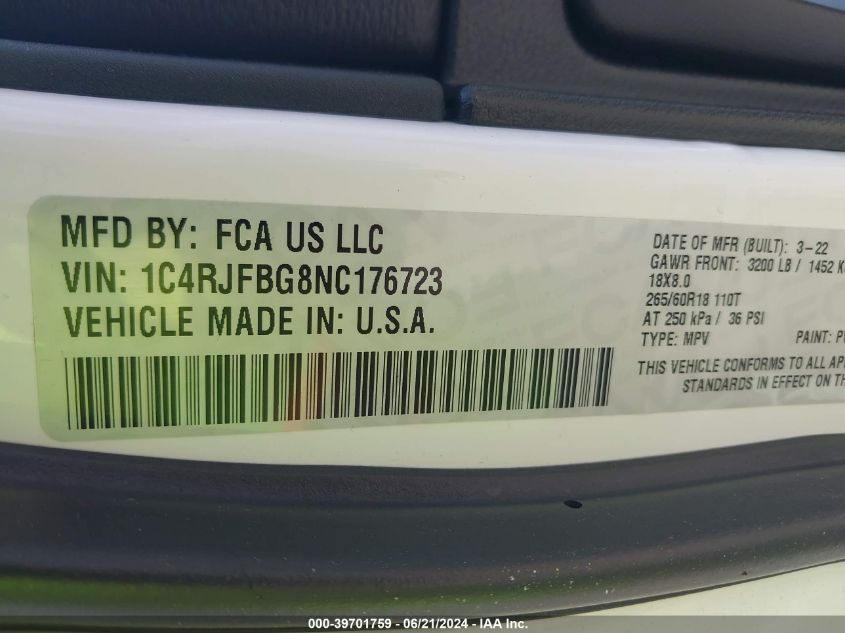 MFD BY: FCA US LLC
VIN: 1C4RJFBG8NC176723
VEHICLE MADE IN: U.S.A.
DATE OF MFR (BUILT): 3-22
GAWR FRONT: 3200 LB / 1452 K
18X8.0
265/60R18 110T
AT 250 kPa / 36 PSI
TYPE: MPV PAINT: P
THIS VEHICLE CONFORMS TO ALL AP
STANDARDS IN EFFECT ON TH
000-39701759 / 06/21/2024 / IAA Inc.